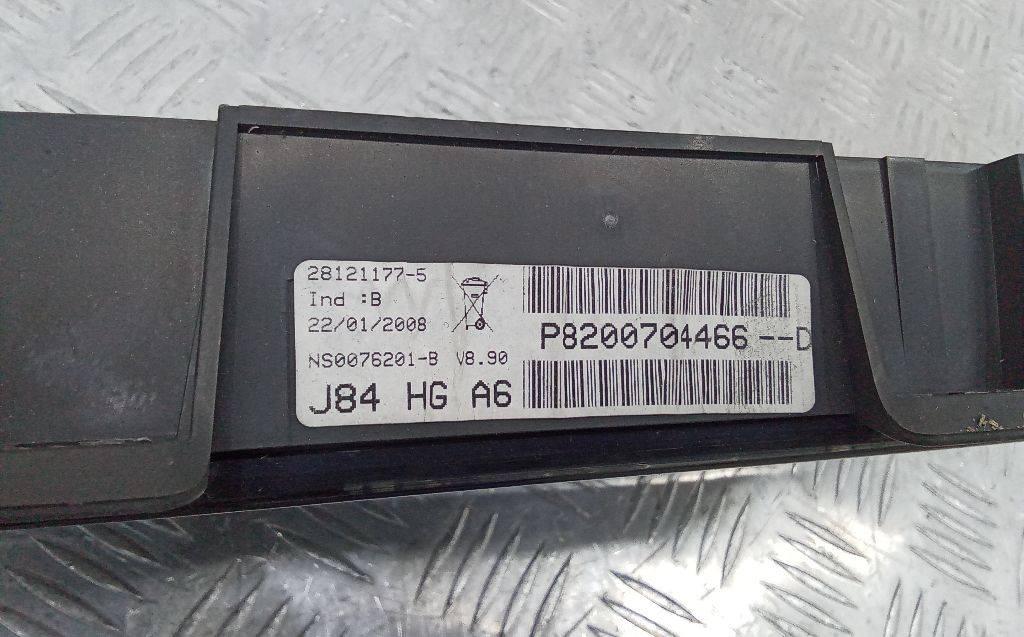 28121177-5
Ind :B
22/01/2008
NS0076201-B V8.90
J84 HG A6
P8200704466--D